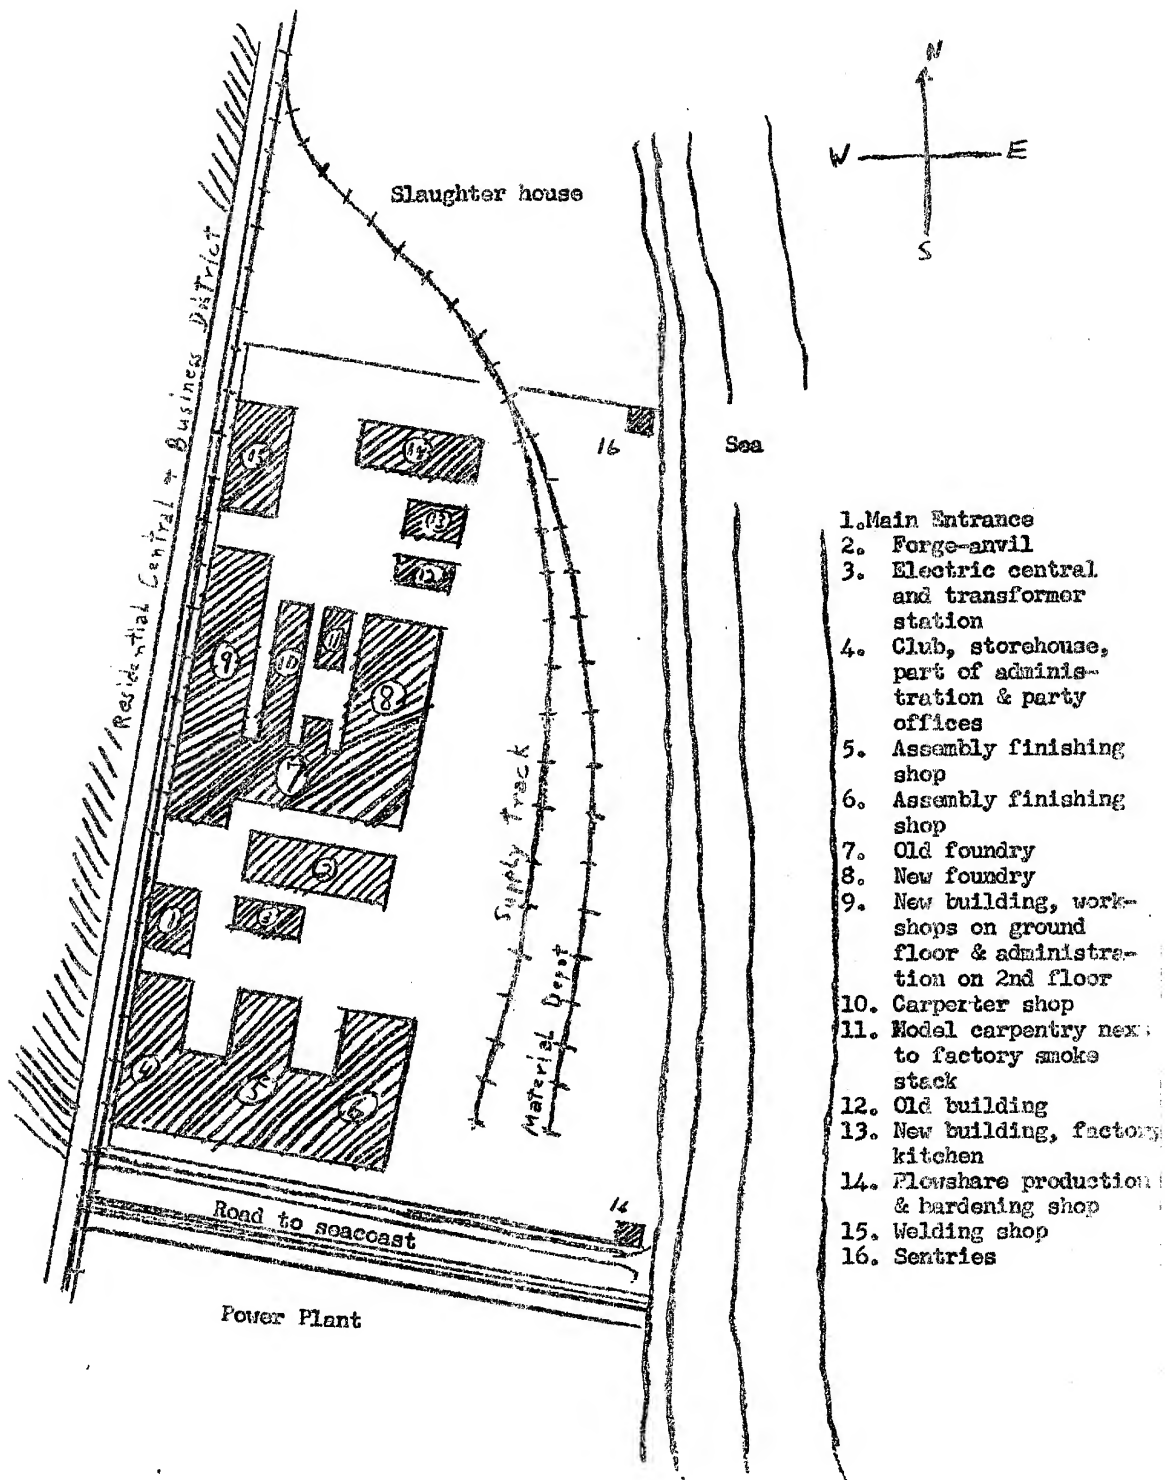 N
W E
S
Slaughter house
Residential Central + Business District
16
Sea
15
14
13
12
11
10
9
8
7
3
1
2
4
5
6
Supply track
Material Depot
16
Road to seacoast
Power Plant
1. Main Entrance
2. Forge-anvil
3. Electric central
and transformer
station
4. Club, storehouse,
part of adminis-
tration & party
offices
5. Assembly finishing
shop
6. Assembly finishing
shop
7. Old foundry
8. New foundry
9. New building, work-
shops on ground
floor & administra-
tion on 2nd floor
10. Carperter shop
11. Model carpentry nex
to factory smoke
stack
12. Old building
13. New building, factory
kitchen
14. Plowshare production
& hardening shop
15. Welding shop
16. Sentries